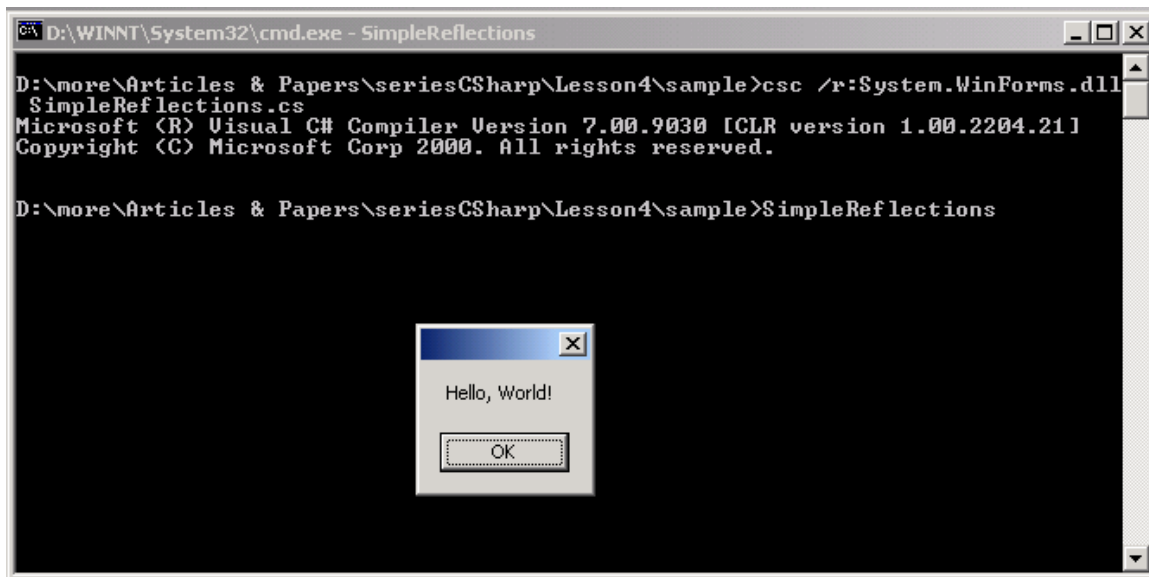 D:\WINNT\System32\cmd.exe - SimpleReflections
D:\more\Articles & Papers\seriesCSharp\Lesson4\sample>csc /r:System.WinForms.dll
SimpleReflections.cs
Microsoft (R) Visual C# Compiler Version 7.00.9030 [CLR version 1.00.2204.21]
Copyright (C) Microsoft Corp 2000. All rights reserved.
D:\more\Articles & Papers\seriesCSharp\Lesson4\sample>SimpleReflections
Hello, World!
OK